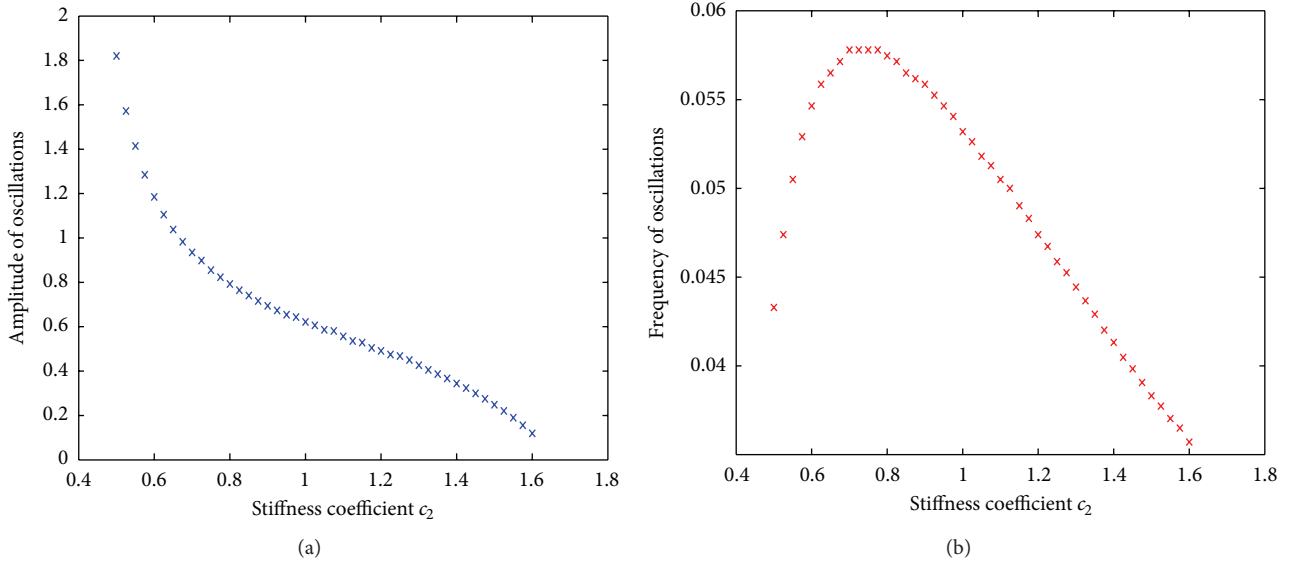 2
1.8
1.6
1.4
1.2
1
0.8
0.6
0.4
0.2
0
Amplitude of oscillations
0.4 0.6 0.8 1 1.2 1.4 1.6 1.8
Stiffness coefficient c₂
(a)
0.06
0.055
0.05
0.045
0.04
Frequency of oscillations
0.4 0.6 0.8 1 1.2 1.4 1.6 1.8
Stiffness coefficient c₂
(b)